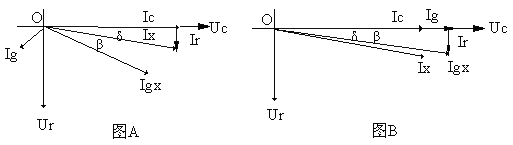 O Ic Uc
Ix Ir
δ
β
Ig
Igx
Ur
图A
O Ic Ig Uc
Ir
δ β
Ix Igx
Ur
图B